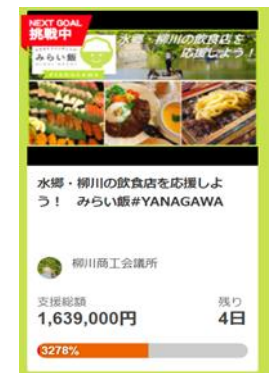 NEXT GOAL
挑戦中
水郷・柳川の飲食店を
応援しよう！
みらい飯
#YANAGAWA
水郷・柳川の飲食店を応援しよ
う！ みらい飯#YANAGAWA
柳川商工会議所
支援総額
残り
1,639,000円
4日
3278%